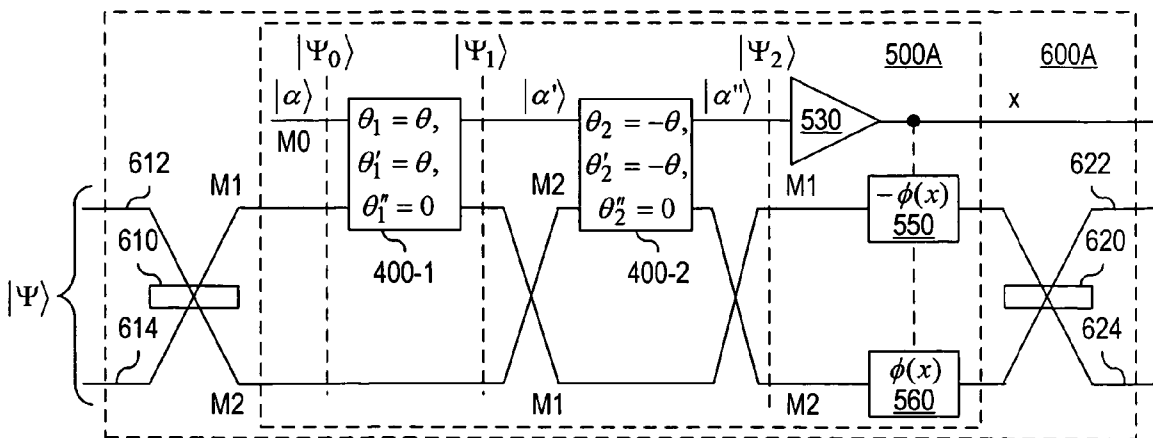 |Ψ₀⟩ |Ψ₁⟩ |Ψ₂⟩ 500A 600A
|α⟩ |α'⟩ |α''⟩ x
M0 θ₁ = θ, θ₂ = −θ, 530
θ'₁ = θ, θ'₂ = −θ,
θ''₁ = 0 θ''₂ = 0
612 M1 M2 M1 −φ(x) 622
550
610 400-1 400-2 620
|Ψ⟩
614 624
M2 M1 M2 φ(x)
560